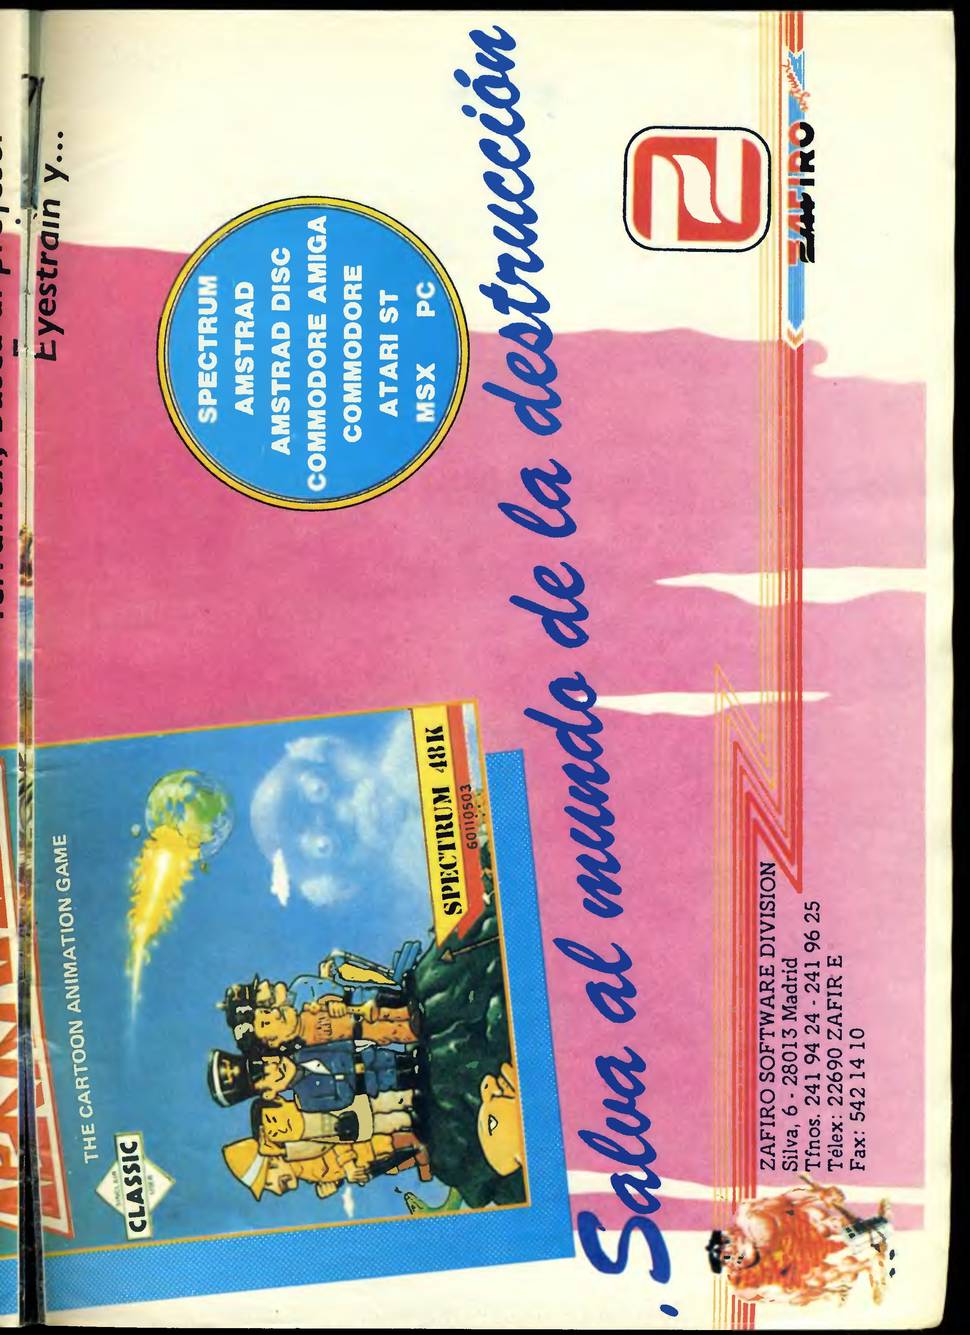 Eyestrain y...
THE CARTOON ANIMATION GAME
SINCLAIR
USER
CLASSIC
SPECTRUM 48K
60110503
SPECTRUM
AMSTRAD
AMSTRAD DISC
COMMODORE AMIGA
COMMODORE
ATARI ST
MSX PC
. Salva al mundo de la destrucción
ZAFIRO SOFTWARE DIVISION
Silva, 6 - 28013 Madrid
Tfnos. 241 94 24 - 241 96 25
Télex: 22690 ZAFIR E
Fax: 542 14 10
ZAFIRO